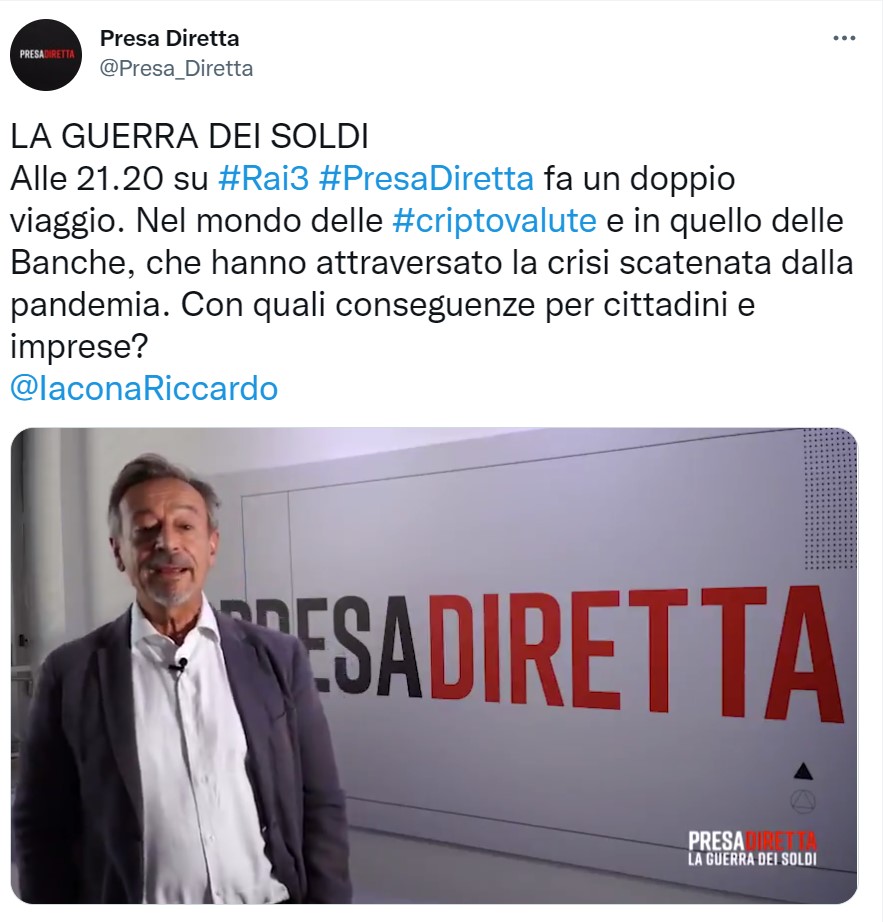 PRESADIRETTA
Presa Diretta
@Presa_Diretta
LA GUERRA DEI SOLDI
Alle 21.20 su #Rai3 #PresaDiretta fa un doppio
viaggio. Nel mondo delle #criptovalute e in quello delle
Banche, che hanno attraversato la crisi scatenata dalla
pandemia. Con quali conseguenze per cittadini e
imprese?
@IaconaRiccardo
PRESADIRETTA
PRESADIRETTA
LA GUERRA DEI SOLDI